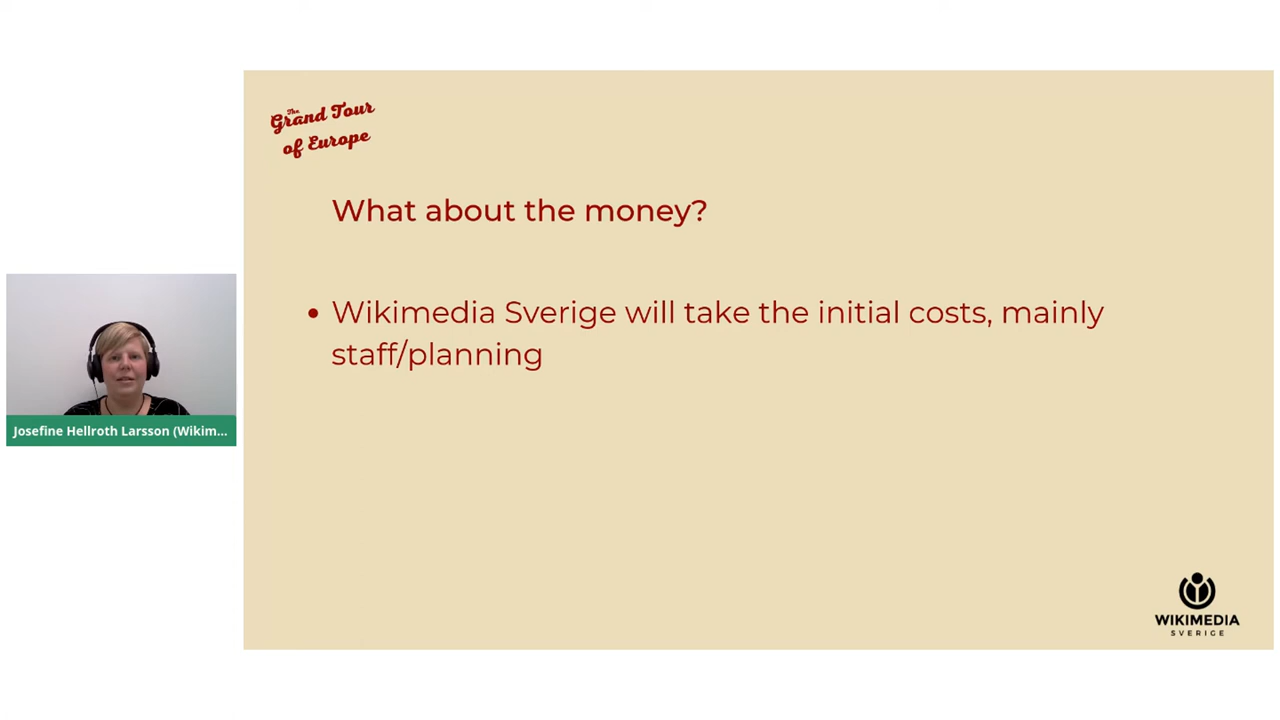 The
Grand Tour
of Europe
What about the money?
• Wikimedia Sverige will take the initial costs, mainly
staff/planning
Josefine Hellroth Larsson (Wikim...
WIKIMEDIA
SVERIGE